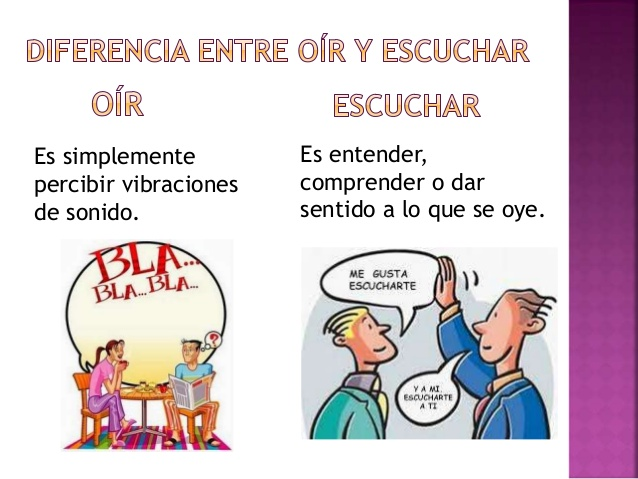 DIFERENCIA ENTRE OÍR Y ESCUCHAR
OÍR
Es simplemente
percibir vibraciones
de sonido.
BLA...
BLA... BLA...
?
ESCUCHAR
Es entender,
comprender o dar
sentido a lo que se oye.
ME GUSTA
ESCUCHARTE
Y A MI,
ESCUCHARTE
A TI